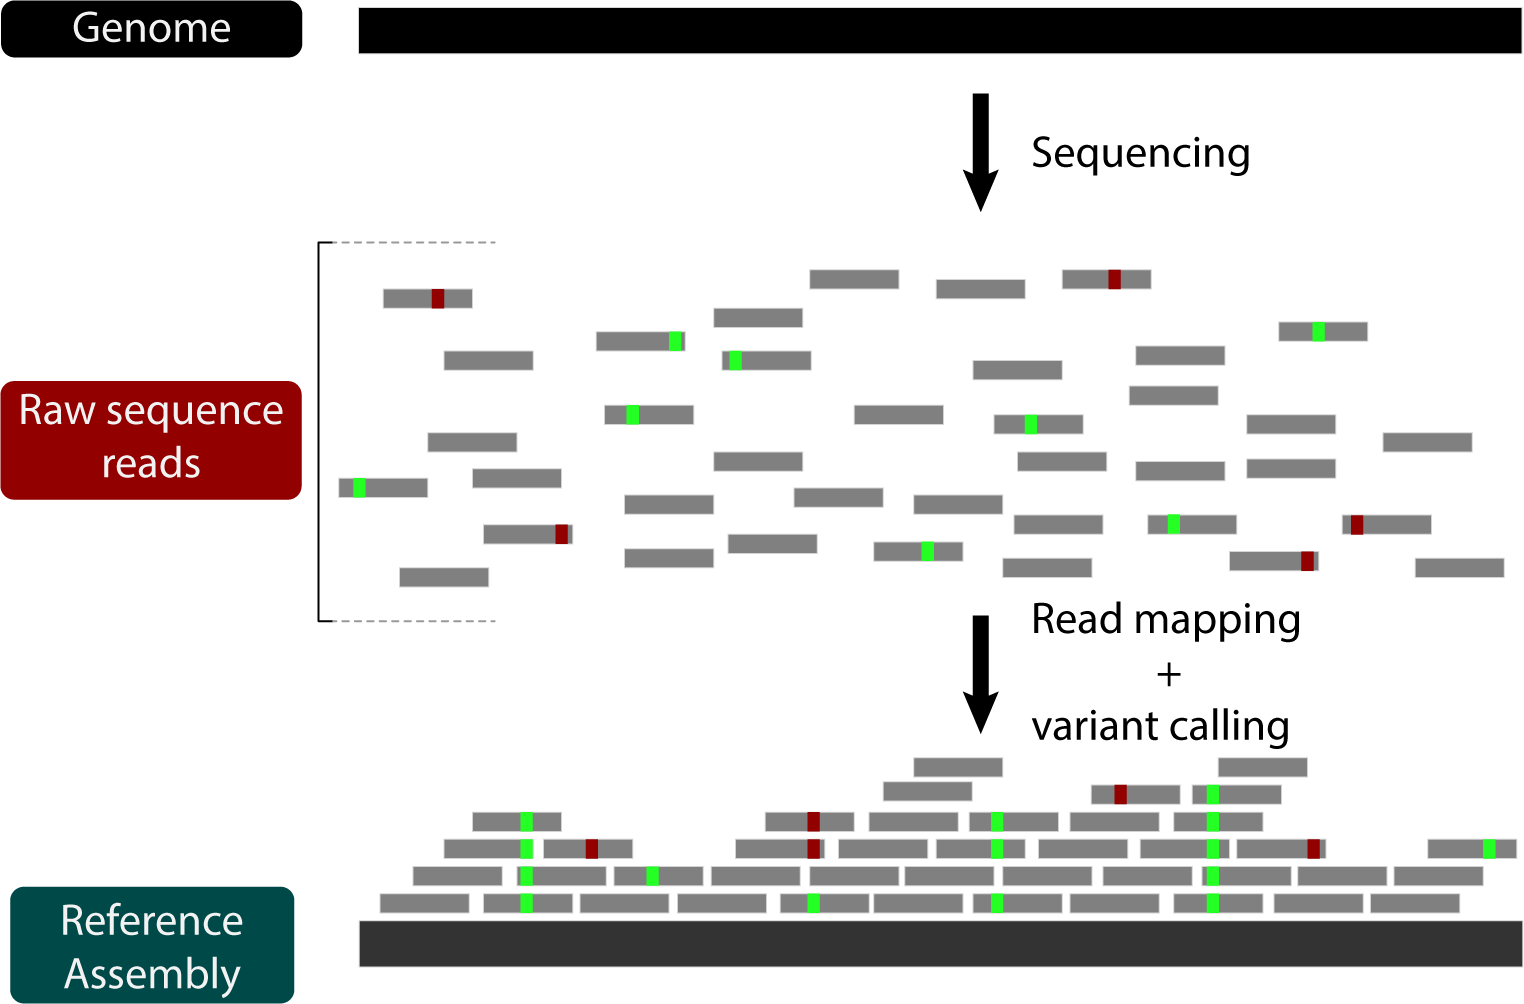 Genome
Sequencing
Raw sequence
reads
Read mapping
+
variant calling
Reference
Assembly